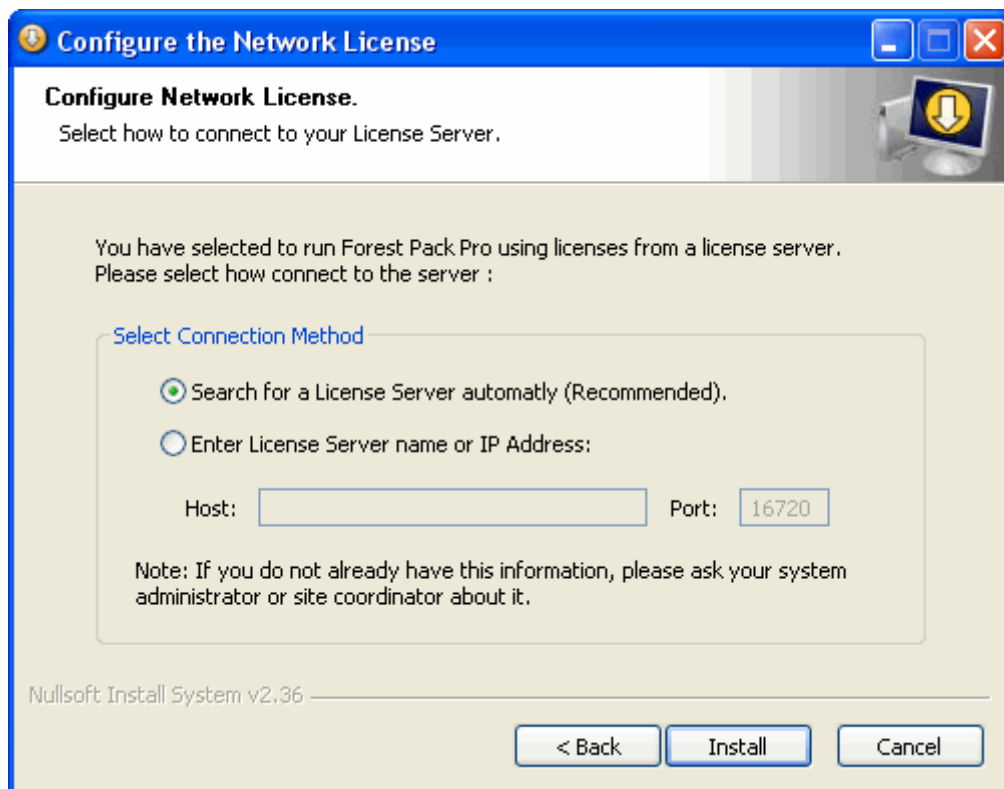 Configure the Network License
Configure Network License.
Select how to connect to your License Server.
You have selected to run Forest Pack Pro using licenses from a license server.
Please select how connect to the server :
Select Connection Method
Search for a License Server automatly (Recommended).
Enter License Server name or IP Address:
Host: Port: 16720
Note: If you do not already have this information, please ask your system
administrator or site coordinator about it.
Nullsoft Install System v2.36
< Back Install Cancel